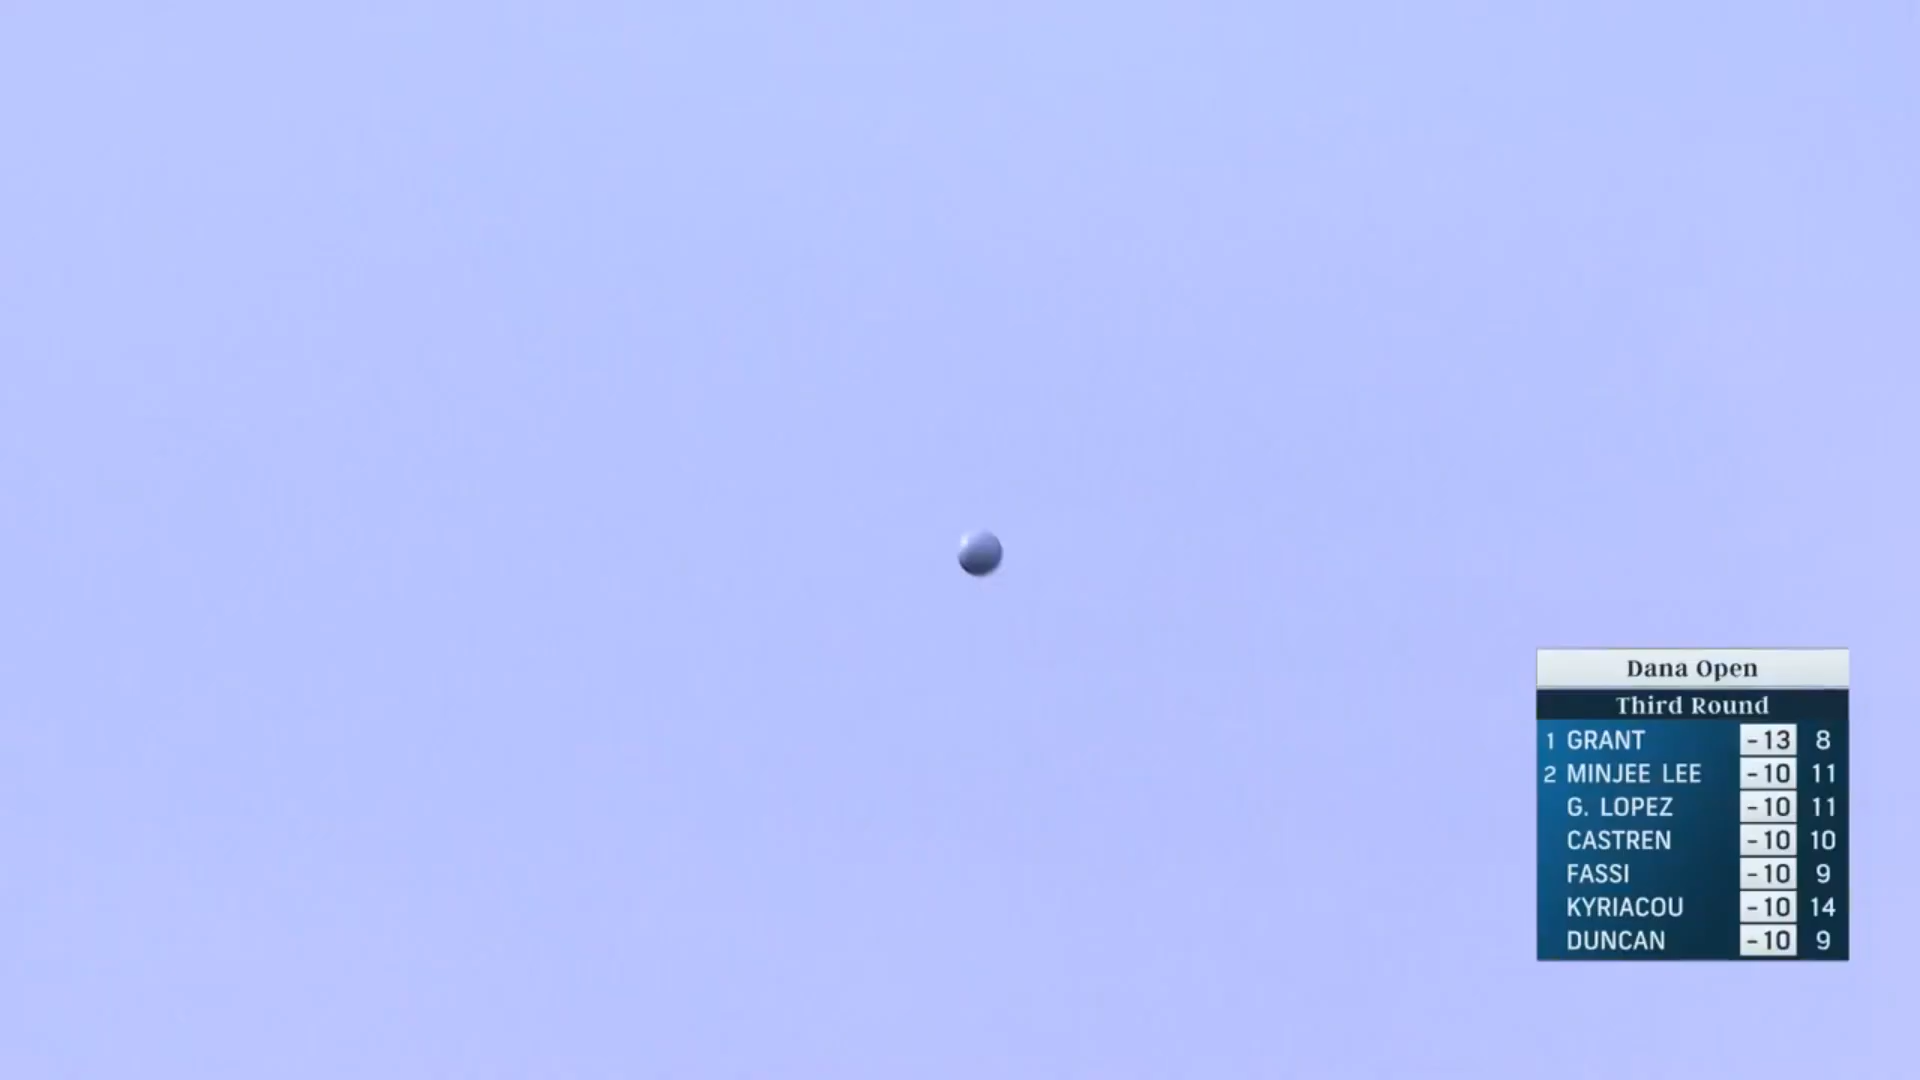 Dana Open
Third Round
1 GRANT -13 8
2 MINJEE LEE -10 11
G. LOPEZ -10 11
CASTREN -10 10
FASSI -10 9
KYRIACOU -10 14
DUNCAN -10 9